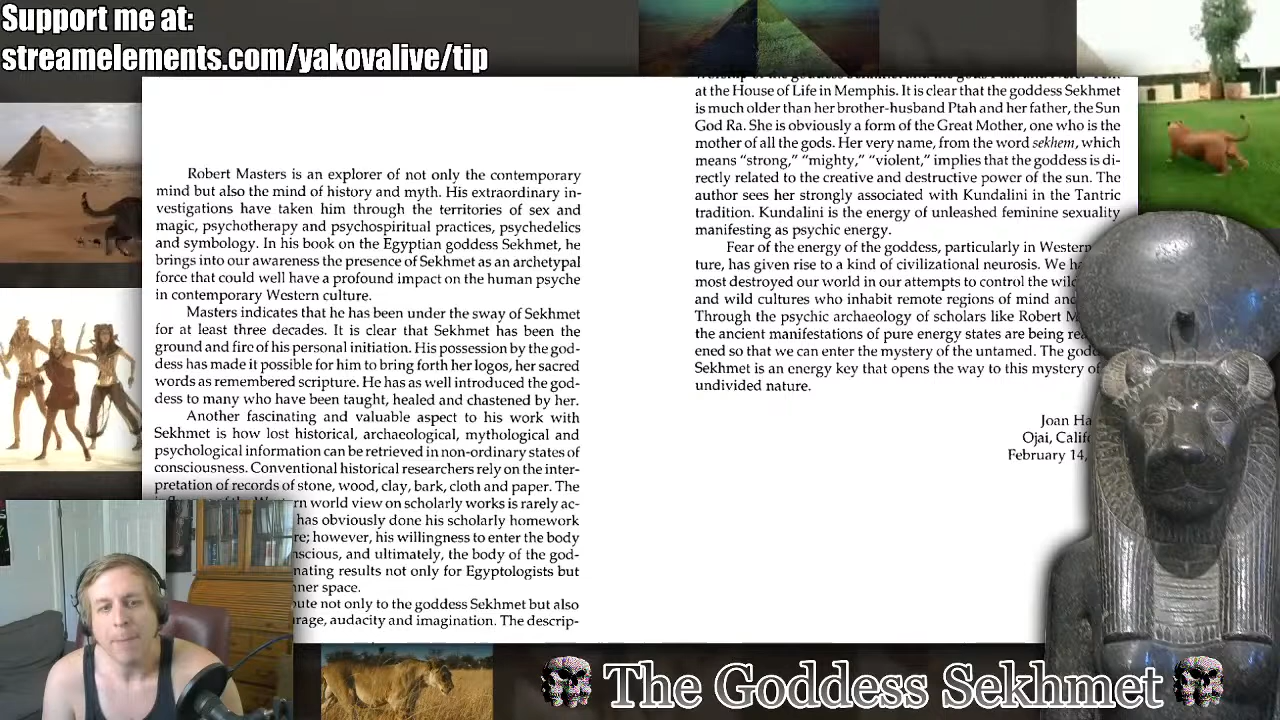 Support me at:
streamelements.com/yakovalive/tip
Robert Masters is an explorer of not only the contemporary
mind but also the mind of history and myth. His extraordinary in-
vestigations have taken him through the territories of sex and
magic, psychotherapy and psychospiritual practices, psychedelics
and symbology. In his book on the Egyptian goddess Sekhmet, he
brings into our awareness the presence of Sekhmet as an archetypal
force that could well have a profound impact on the human psyche
in contemporary Western culture.
Masters indicates that he has been under the sway of Sekhmet
for at least three decades. It is clear that Sekhmet has been the
ground and fire of his personal initiation. His possession by the god-
dess has made it possible for him to bring forth her logos, her sacred
words as remembered scripture. He has as well introduced the god-
dess to many who have been taught, healed and chastened by her.
Another fascinating and valuable aspect to his work with
Sekhmet is how lost historical, archaeological, mythological and
psychological information can be retrieved in non-ordinary states of
consciousness. Conventional historical researchers rely on the inter-
pretation of records of stone, wood, clay, bark, cloth and paper. The
world view on scholarly works is rarely ac-
has obviously done his scholarly homework
however, his willingness to enter the body
and ultimately, the body of the god-
results not only for Egyptologists but
space.
not only to the goddess Sekhmet but also
audacity and imagination. The descrip-
at the House of Life in Memphis. It is clear that the goddess Sekhmet
is much older than her brother-husband Ptah and her father, the Sun
God Ra. She is obviously a form of the Great Mother, one who is the
mother of all the gods. Her very name, from the word sekhem, which
means “strong,” “mighty,” “violent,” implies that the goddess is di-
rectly related to the creative and destructive power of the sun. The
author sees her strongly associated with Kundalini in the Tantric
tradition. Kundalini is the energy of unleashed feminine sexuality
manifesting as psychic energy.
Fear of the energy of the goddess, particularly in Western
ture, has given rise to a kind of civilizational neurosis. We
most destroyed our world in our attempts to control the
and wild cultures who inhabit remote regions of mind and
Through the psychic archaeology of scholars like Robert
the ancient manifestations of pure energy states are being
ened so that we can enter the mystery of the untamed. The
Sekhmet is an energy key that opens the way to this mystery of
undivided nature.
Joan
Ojai,
February 14,
The Goddess Sekhmet